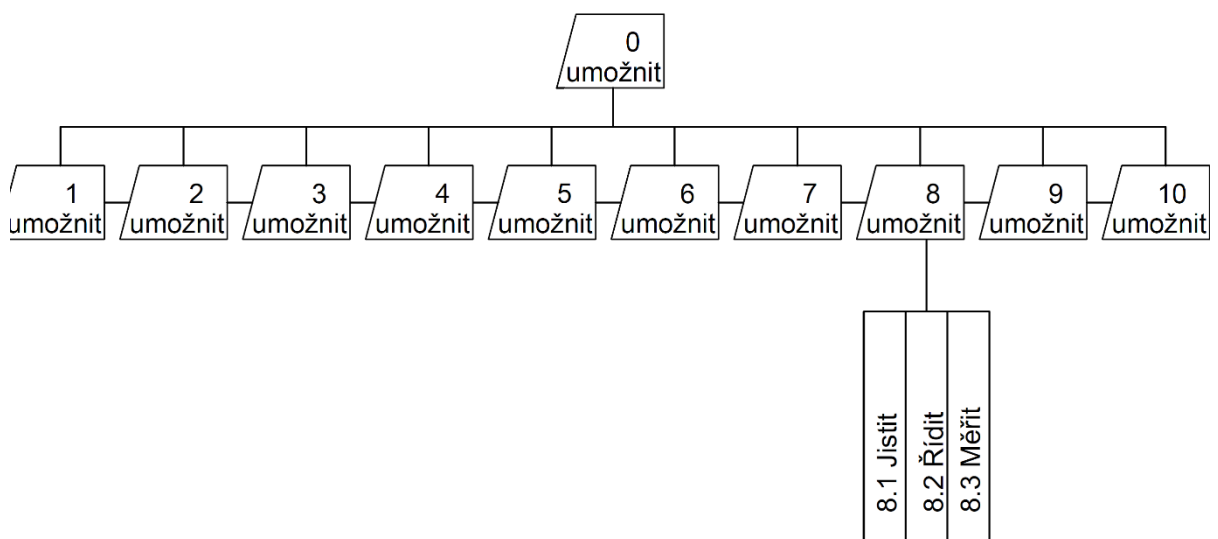 0
umožnit
1
umožnit
2
umožnit
3
umožnit
4
umožnit
5
umožnit
6
umožnit
7
umožnit
8
umožnit
9
umožnit
10
umožnit
8.1 Jistit
8.2 Řídit
8.3 Měřit